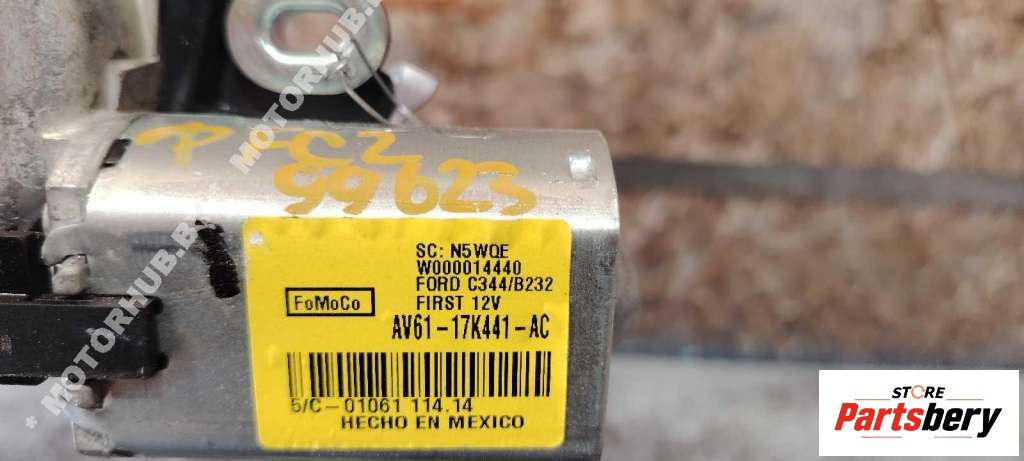 * MOTORHUB.B
MOTORHUB.B
99623
SC: N5WQE
W000014440
FORD C344/B232
FoMoCo
FIRST 12V
AV61-17K441-AC
5/C-01061 114.14
HECHO EN MEXICO
STORE
Partsbery